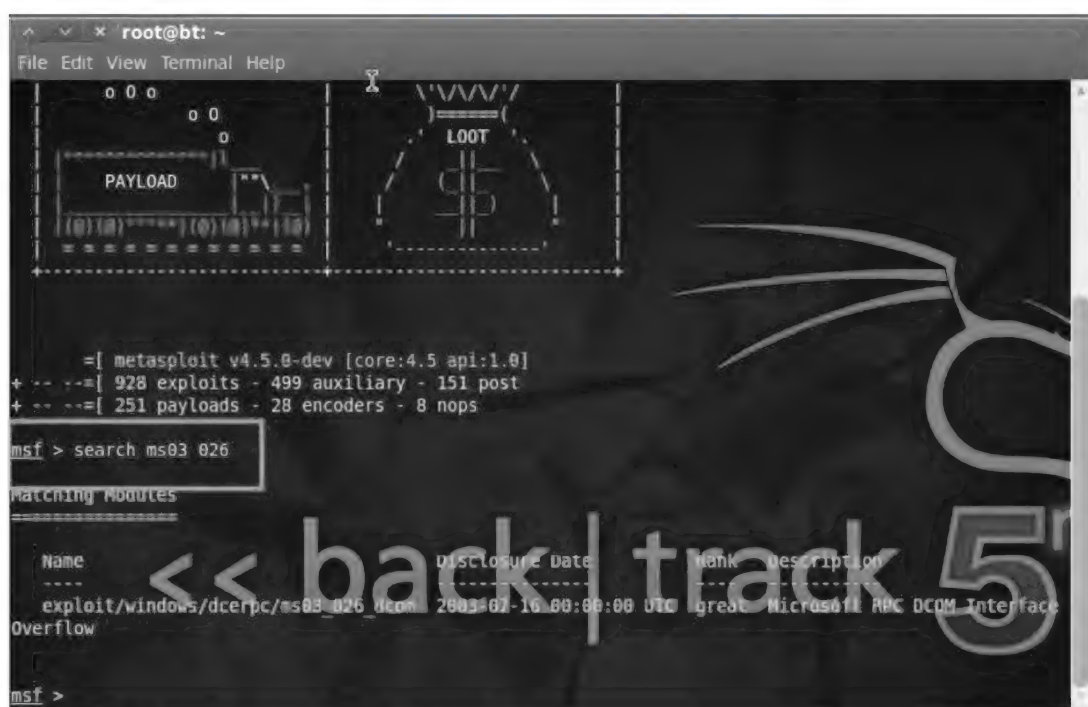 root@bt: ~
File Edit View Terminal Help
o O o
o O
o
PAYLOAD
LOOT
=[ metasploit v4.5.0-dev [core:4.5 api:1.0]
+ -- --=[ 928 exploits - 499 auxiliary - 151 post
+ -- --=[ 251 payloads - 28 encoders - 8 nops
msf > search ms03 026
Matching Modules
================
Name Disclosure Date Rank Description
---- --------------- ---- -----------
exploit/windows/dcerpc/ms03_026_dcom 2003-07-16 00:00:00 UTC great Microsoft RPC DCOM Interface
Overflow
<< back | track 5
msf >